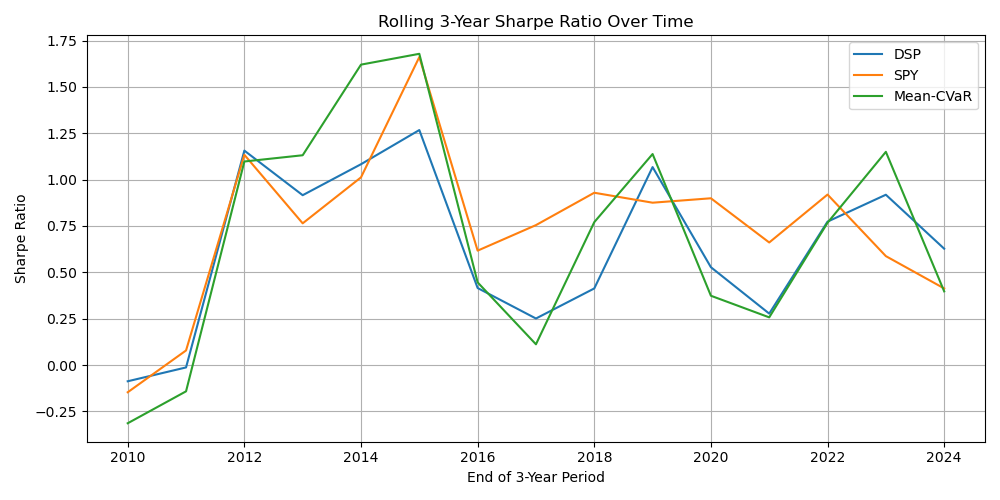 Rolling 3-Year Sharpe Ratio Over Time
1.75
1.50
1.25
1.00
0.75
0.50
0.25
0.00
−0.25
Sharpe Ratio
DSP
SPY
Mean-CVaR
2010 2012 2014 2016 2018 2020 2022 2024
End of 3-Year Period